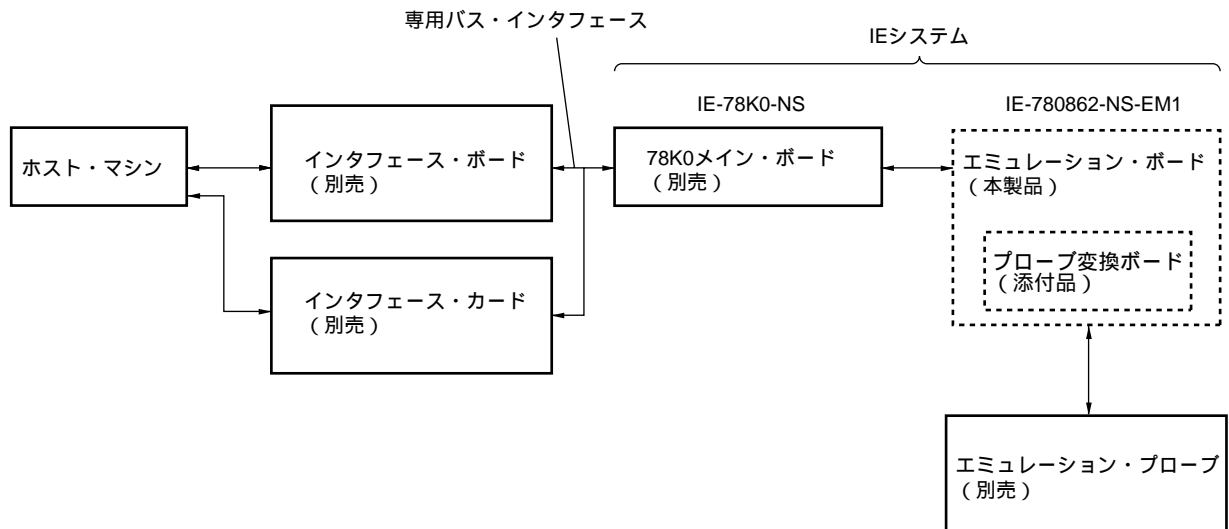 専用バス・インタフェース
IEシステム
IE-78K0-NS
IE-780862-NS-EM1
ホスト・マシン
インタフェース・ボード
(別売)
78K0メイン・ボード
(別売)
エミュレーション・ボード
(本製品)
プローブ変換ボード
(添付品)
インタフェース・カード
(別売)
エミュレーション・プローブ
(別売)